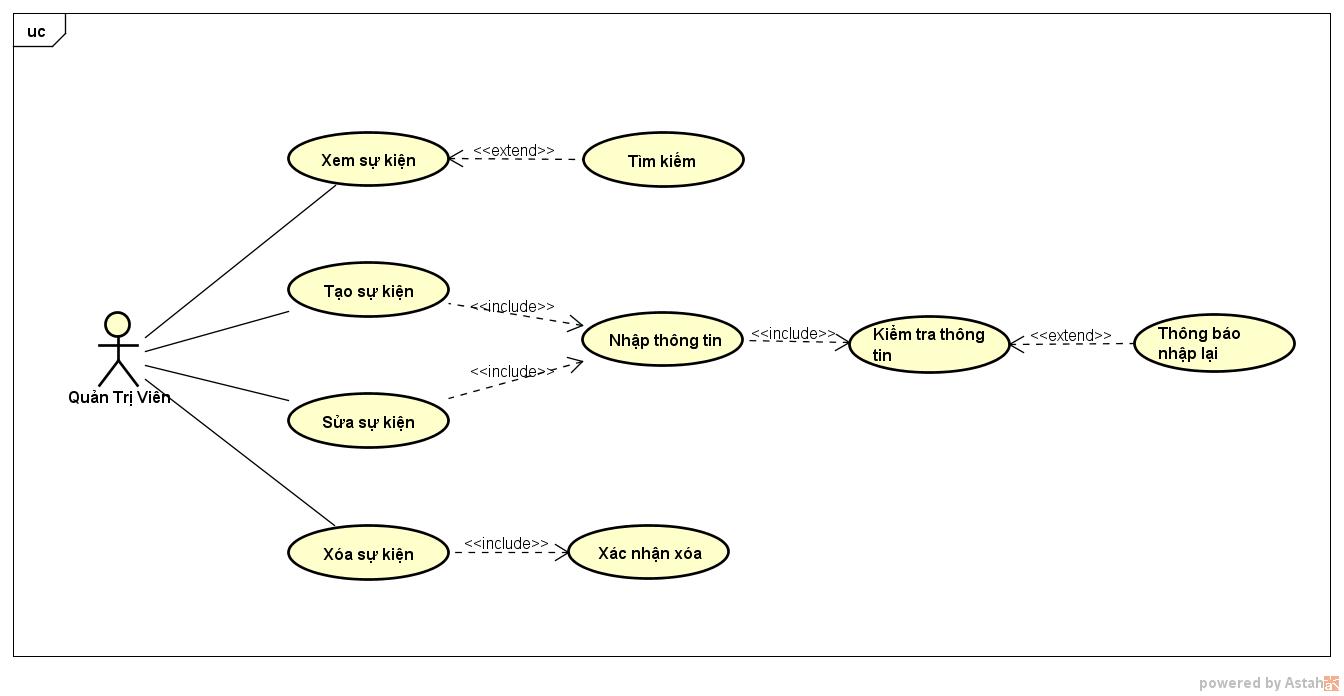 uc
Xem sự kiện
<<extend>>
Tìm kiếm
Tạo sự kiện
<<include>>
Nhập thông tin
<<include>>
Kiểm tra thông
tin
<<extend>>
Thông báo
nhập lại
Quản Trị Viên
<<include>>
Sửa sự kiện
Xóa sự kiện
<<include>>
Xác nhận xóa
powered by Astah